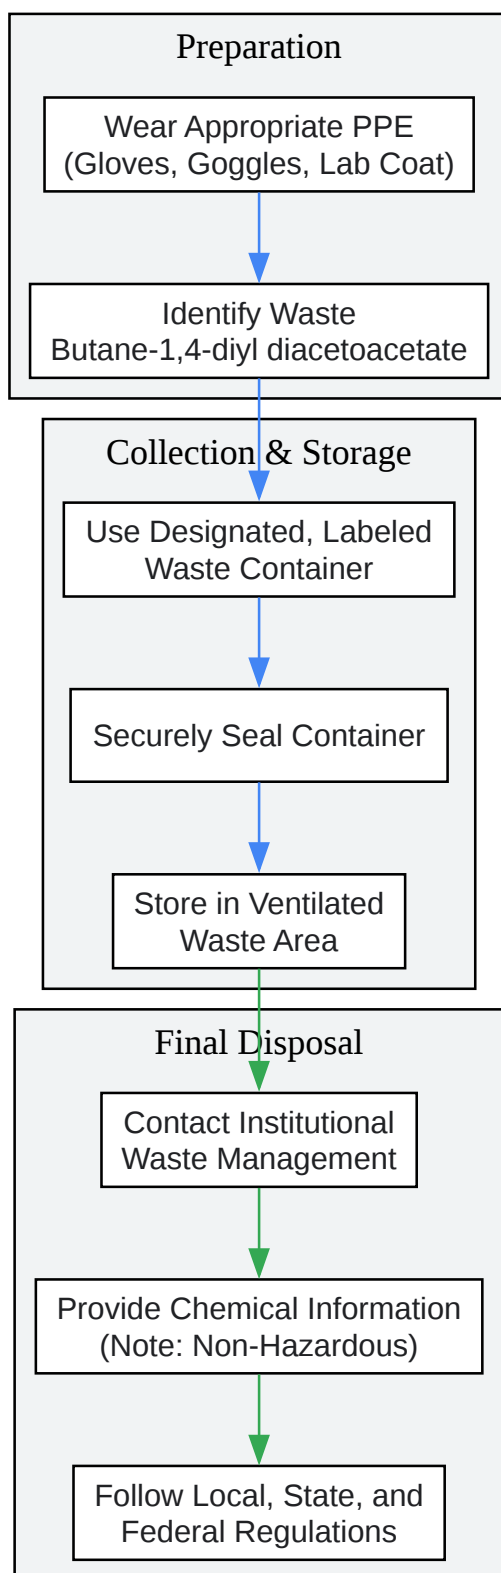 Preparation
Wear Appropriate PPE
(Gloves, Goggles, Lab Coat)
Identify Waste
Butane-1,4-diyl diacetoacetate
Collection & Storage
Use Designated, Labeled
Waste Container
Securely Seal Container
Store in Ventilated
Waste Area
Final Disposal
Contact Institutional
Waste Management
Provide Chemical Information
(Note: Non-Hazardous)
Follow Local, State, and
Federal Regulations